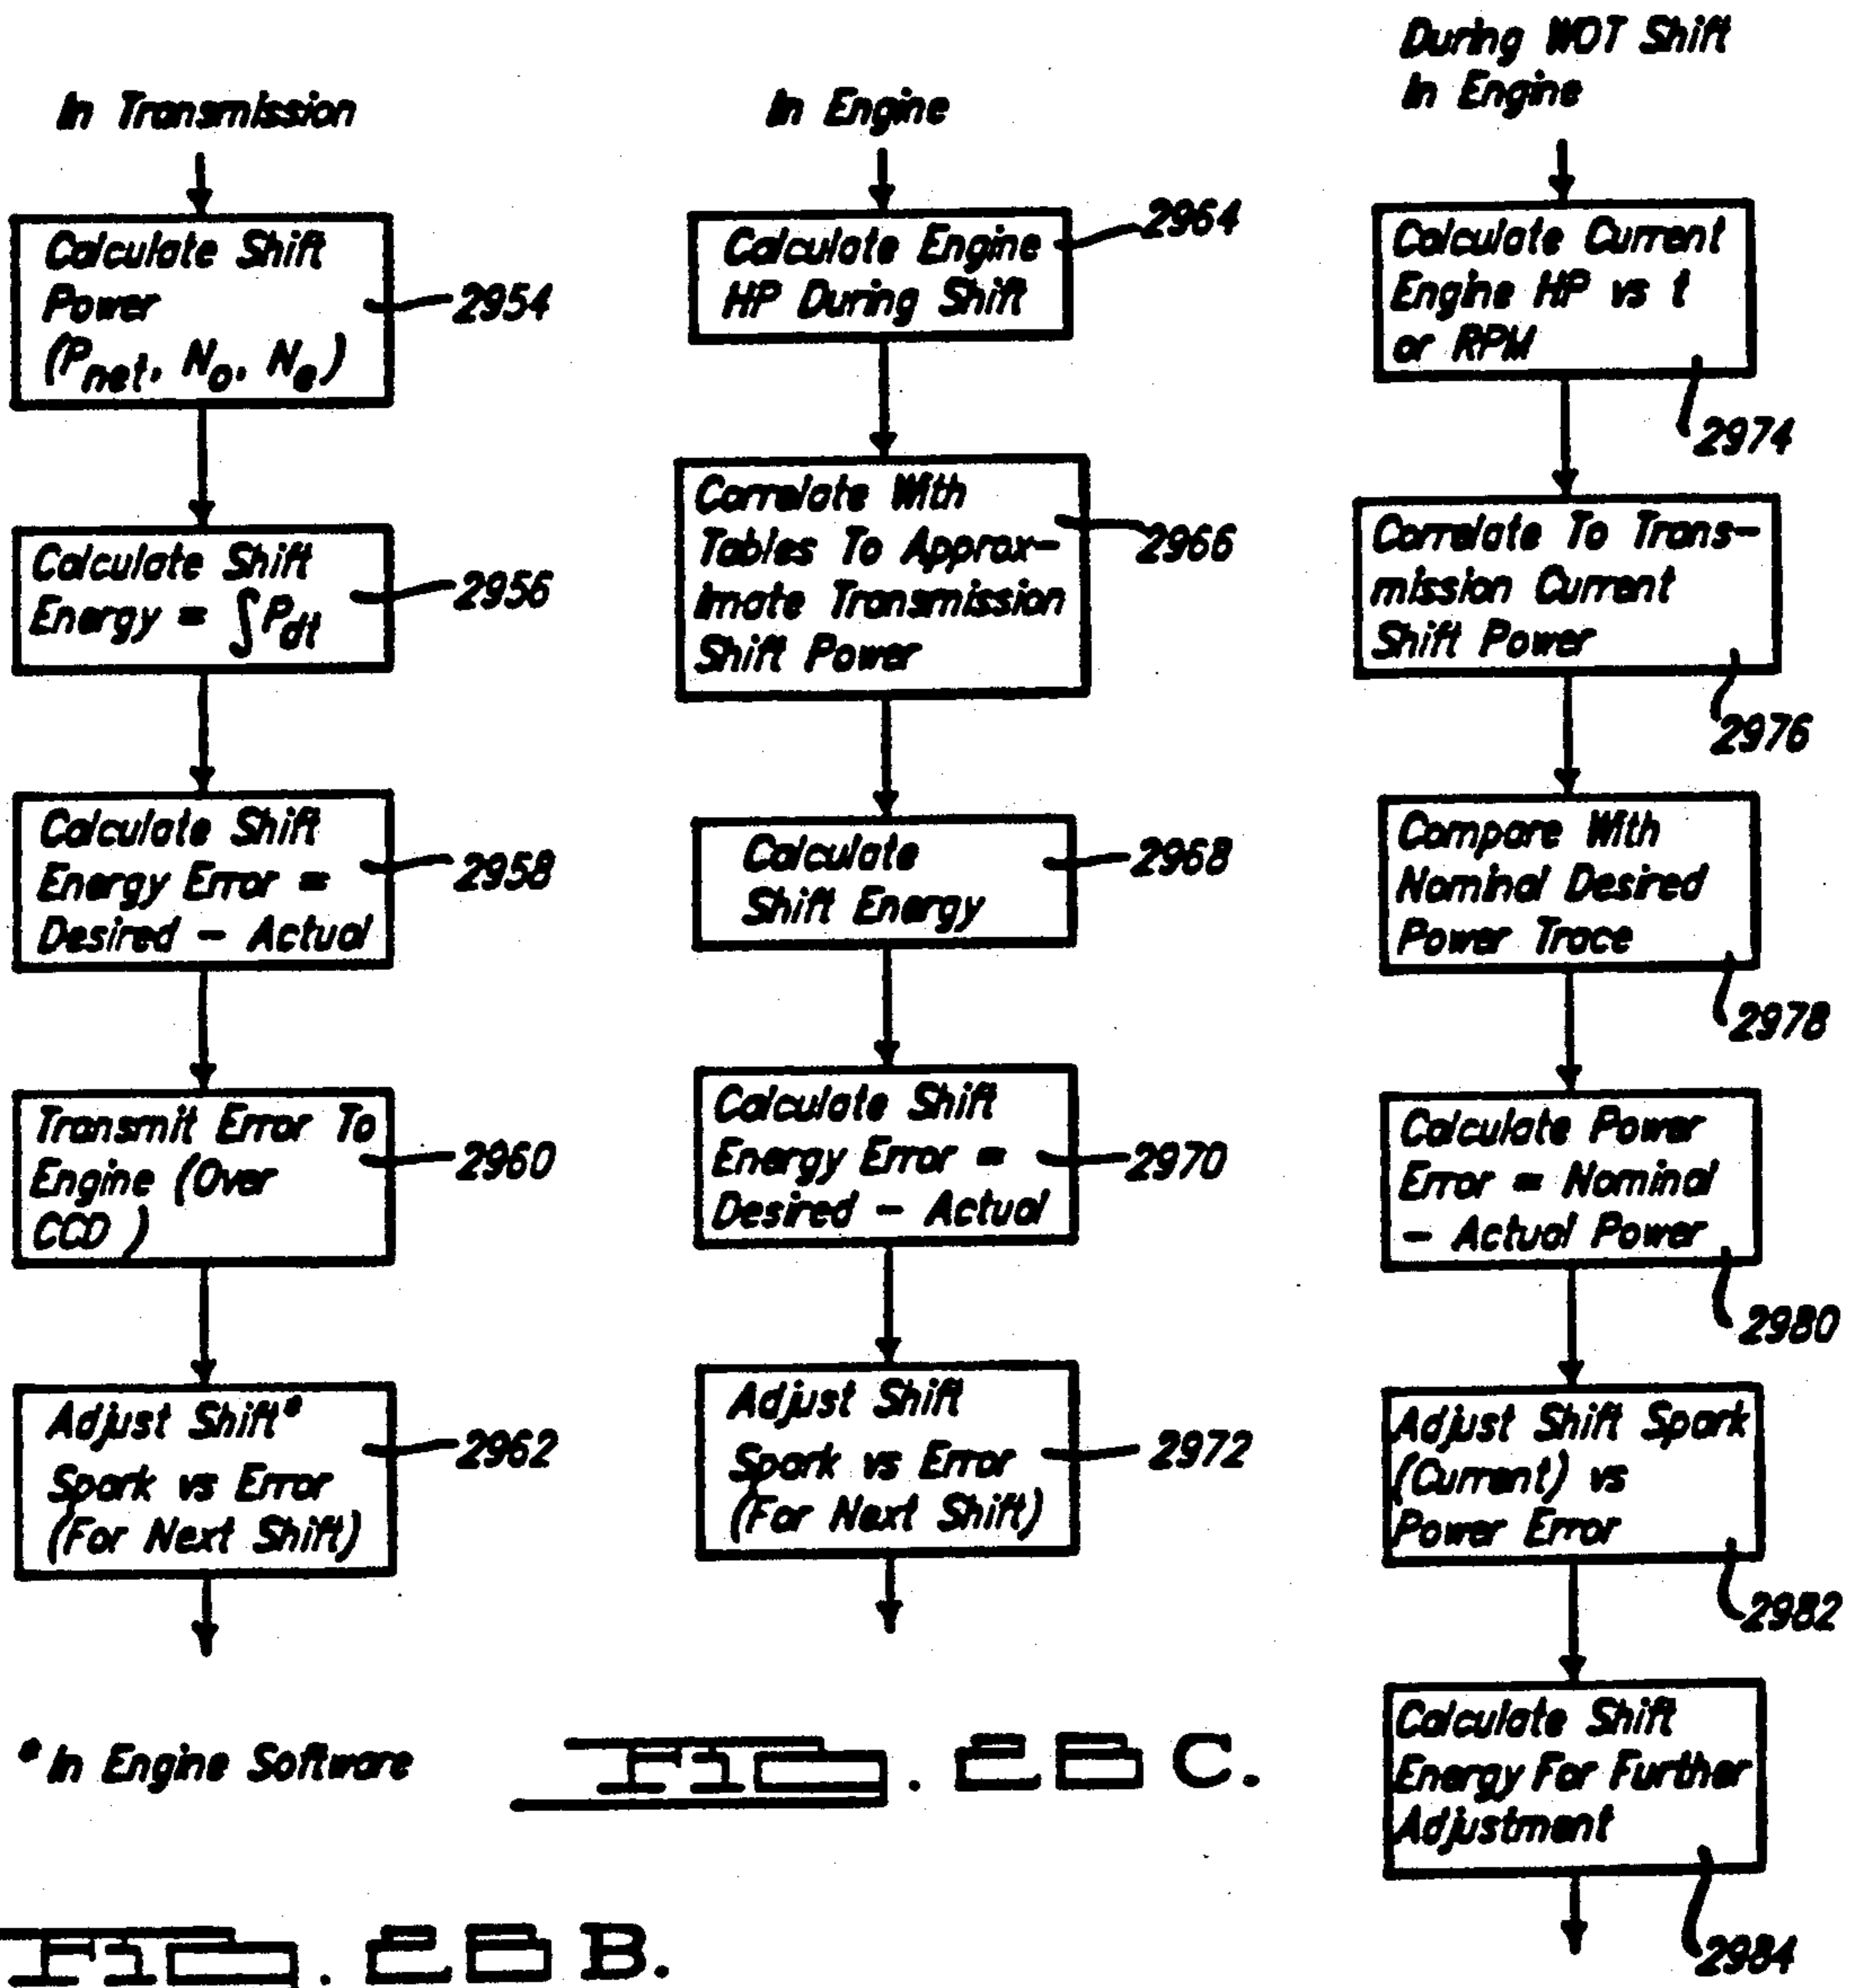 In Transmission
Calculate Shift
Power
(Pnet, No, Ne)
2954
Calculate Shift
Energy = ∫Pdt
2956
Calculate Shift
Energy Error =
Desired - Actual
2958
Transmit Error To
Engine (Over
CCD )
2960
Adjust Shift*
Spark vs Error
(For Next Shift)
2962
* In Engine Software
FIG. 28 B.
In Engine
Calculate Engine
HP During Shift
2964
Correlate With
Tables To Approx-
imate Transmission
Shift Power
2966
Calculate
Shift Energy
2968
Calculate Shift
Energy Error =
Desired - Actual
2970
Adjust Shift
Spark vs Error
(For Next Shift)
2972
FIG. 28 C.
During WOT Shift
In Engine
Calculate Current
Engine HP vs t
or RPM
2974
Correlate To Trans-
mission Current
Shift Power
2976
Compare With
Nominal Desired
Power Trace
2978
Calculate Power
Error = Nominal
- Actual Power
2980
Adjust Shift Spark
(Current) vs
Power Error
2982
Calculate Shift
Energy For Further
Adjustment
2984